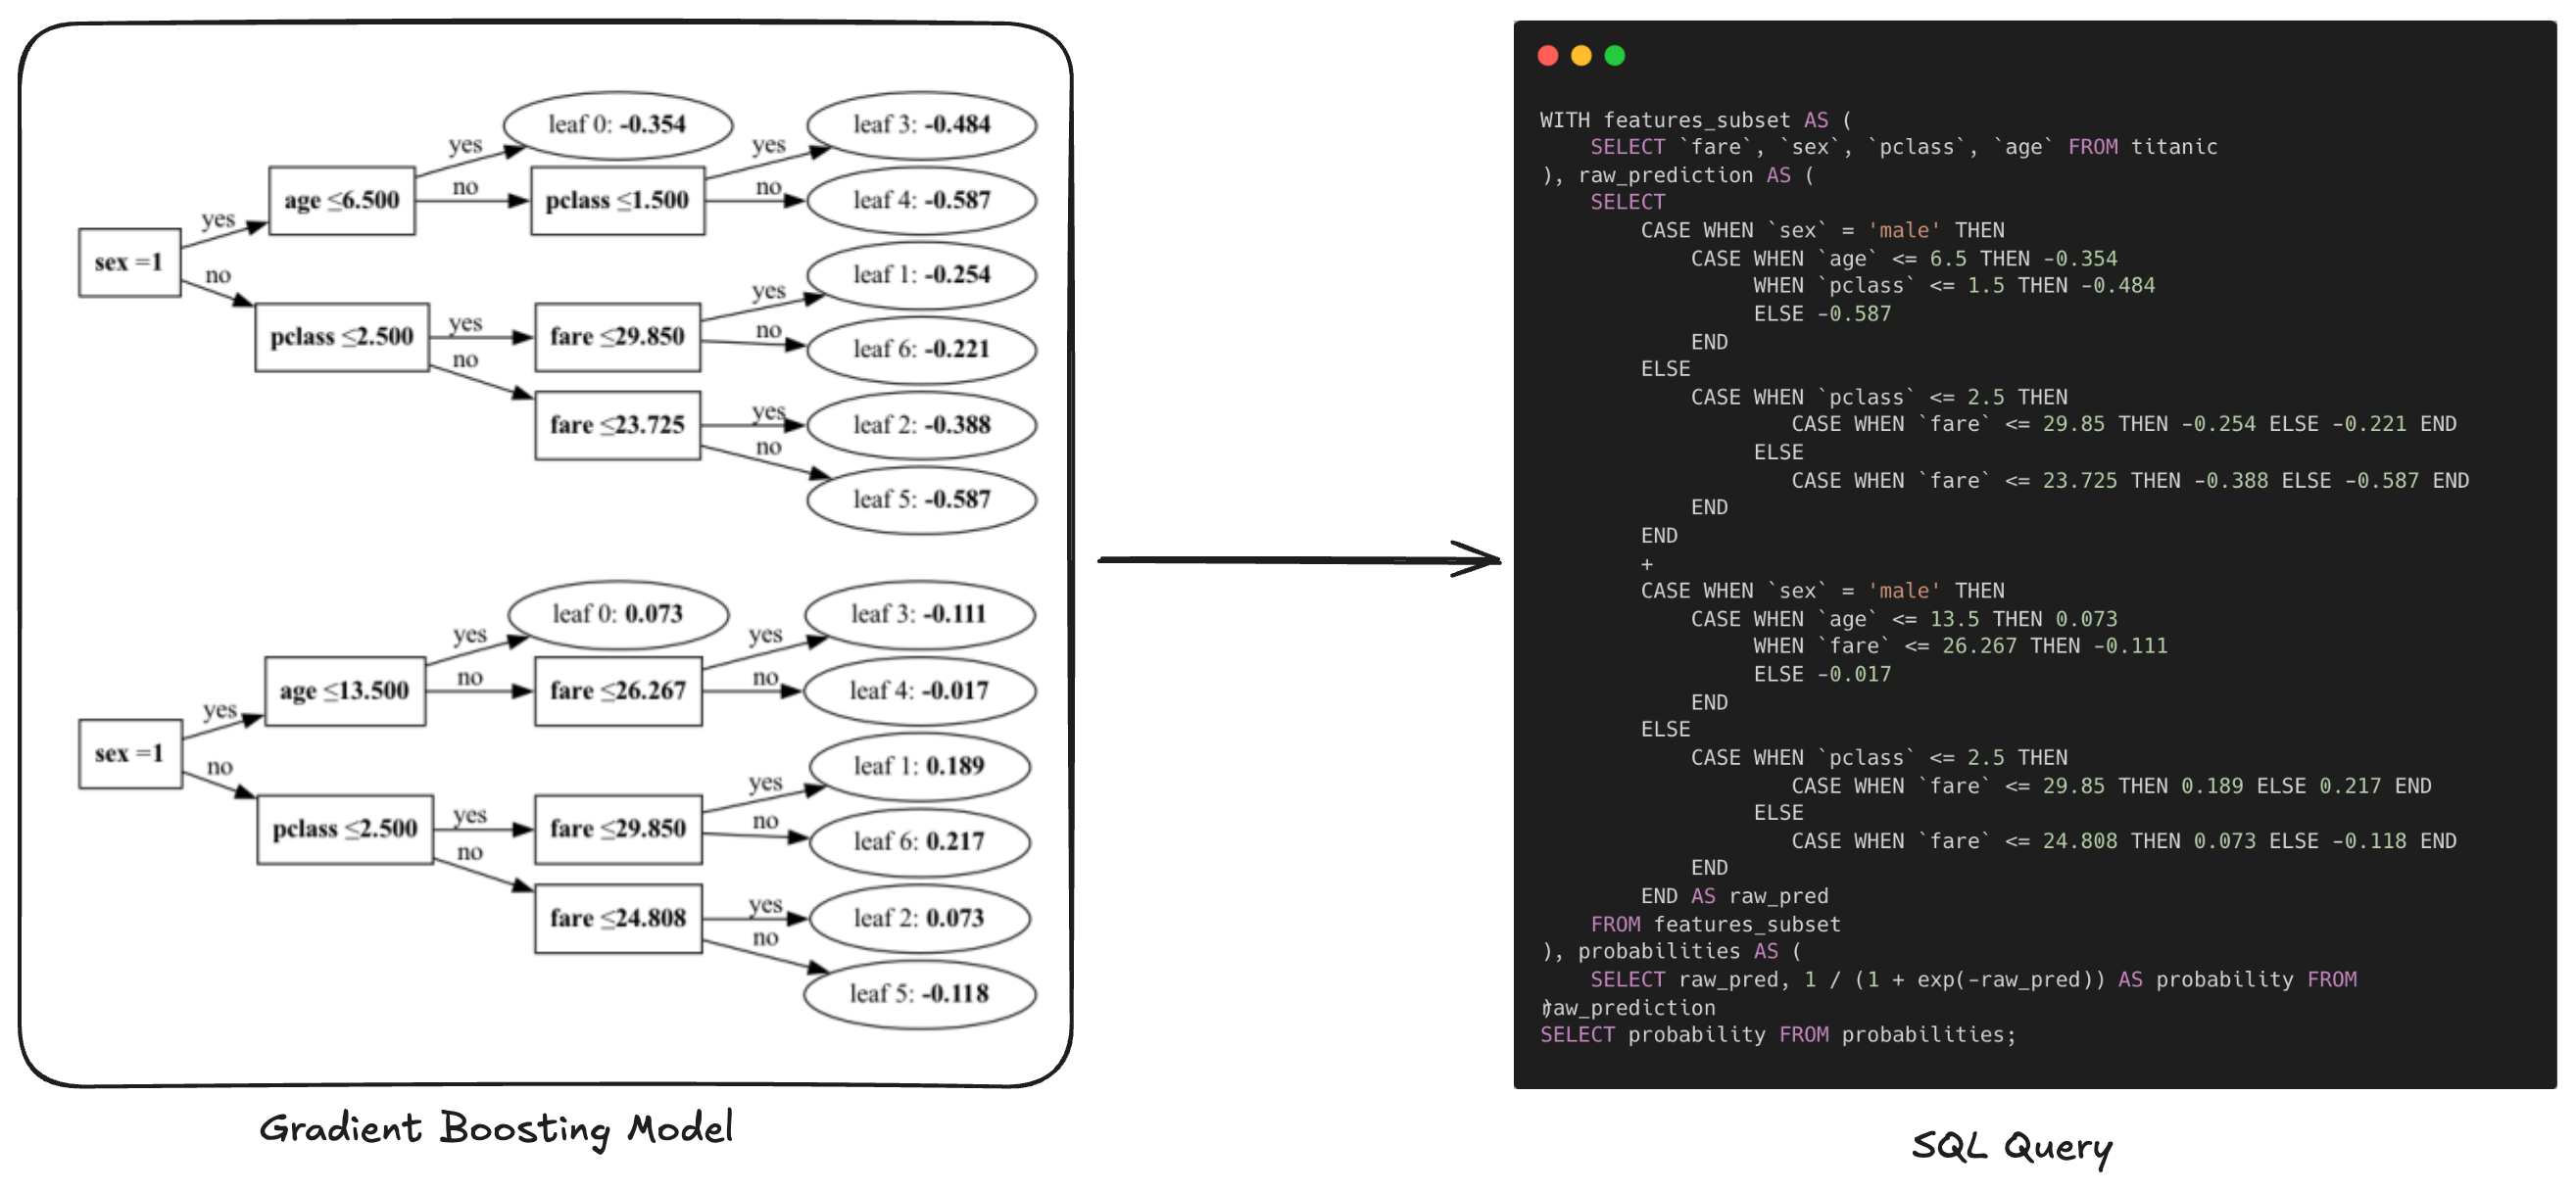 leaf 0: -0.354
leaf 3: -0.484
yes
yes
age ≤6.500
no
pclass ≤1.500
no
leaf 4: -0.587
yes
sex =1
no
leaf 1: -0.254
yes
pclass ≤2.500
yes
fare ≤29.850
no
leaf 6: -0.221
no
fare ≤23.725
yes
leaf 2: -0.388
no
leaf 5: -0.587
leaf 0: 0.073
leaf 3: -0.111
yes
yes
age ≤13.500
no
fare ≤26.267
no
leaf 4: -0.017
yes
sex =1
no
leaf 1: 0.189
yes
pclass ≤2.500
yes
fare ≤29.850
no
leaf 6: 0.217
no
fare ≤24.808
yes
leaf 2: 0.073
no
leaf 5: -0.118
Gradient Boosting Model
WITH features_subset AS (
SELECT `fare`, `sex`, `pclass`, `age` FROM titanic
), raw_prediction AS (
SELECT
CASE WHEN `sex` = 'male' THEN
CASE WHEN `age` <= 6.5 THEN -0.354
WHEN `pclass` <= 1.5 THEN -0.484
ELSE -0.587
END
ELSE
CASE WHEN `pclass` <= 2.5 THEN
CASE WHEN `fare` <= 29.85 THEN -0.254 ELSE -0.221 END
ELSE
CASE WHEN `fare` <= 23.725 THEN -0.388 ELSE -0.587 END
END
END
+
CASE WHEN `sex` = 'male' THEN
CASE WHEN `age` <= 13.5 THEN 0.073
WHEN `fare` <= 26.267 THEN -0.111
ELSE -0.017
END
ELSE
CASE WHEN `pclass` <= 2.5 THEN
CASE WHEN `fare` <= 29.85 THEN 0.189 ELSE 0.217 END
ELSE
CASE WHEN `fare` <= 24.808 THEN 0.073 ELSE -0.118 END
END
END AS raw_pred
FROM features_subset
), probabilities AS (
SELECT raw_pred, 1 / (1 + exp(-raw_pred)) AS probability FROM
raw_prediction
)
SELECT probability FROM probabilities;
SQL Query